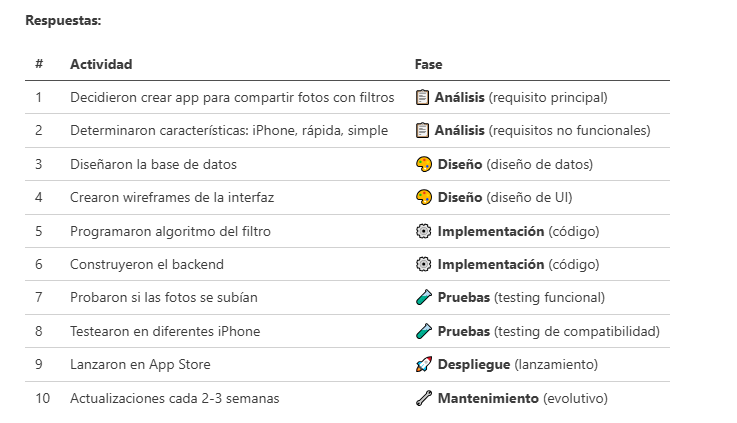 Respuestas:
# Actividad Fase
1 Decidieron crear app para compartir fotos con filtros 📋 Análisis (requisito principal)
2 Determinaron características: iPhone, rápida, simple 📋 Análisis (requisitos no funcionales)
3 Diseñaron la base de datos 🎨 Diseño (diseño de datos)
4 Crearon wireframes de la interfaz 🎨 Diseño (diseño de UI)
5 Programaron algoritmo del filtro ⚙️ Implementación (código)
6 Construyeron el backend ⚙️ Implementación (código)
7 Probaron si las fotos se subían 🧪 Pruebas (testing funcional)
8 Testearon en diferentes iPhone 🧪 Pruebas (testing de compatibilidad)
9 Lanzaron en App Store 🚀 Despliegue (lanzamiento)
10 Actualizaciones cada 2-3 semanas 🔧 Mantenimiento (evolutivo)